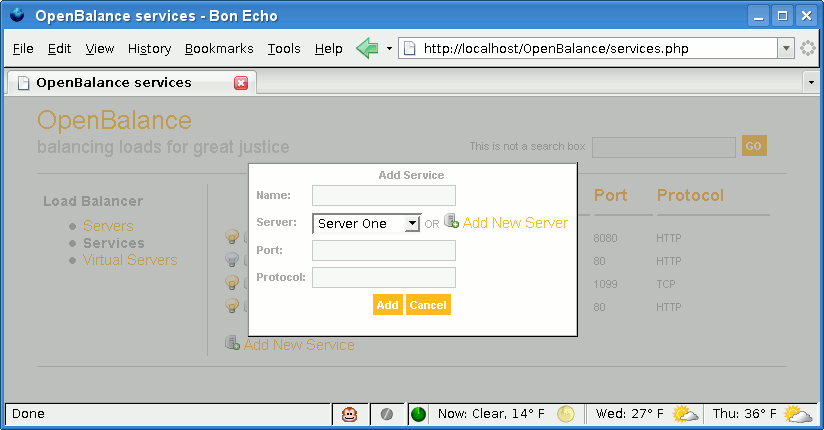 OpenBalance services - Bon Echo
File Edit View History Bookmarks Tools Help http://localhost/OpenBalance/services.php
OpenBalance services
OpenBalance
balancing loads for great justice
This is not a search box GO
Load Balancer
Servers
Services
Virtual Servers
Add Service
Name:
Server: Server One OR Add New Server
Port:
Protocol:
Add Cancel
Port Protocol
8080 HTTP
80 HTTP
1099 TCP
80 HTTP
Add New Service
Done Now: Clear, 14° F Wed: 27° F Thu: 36° F